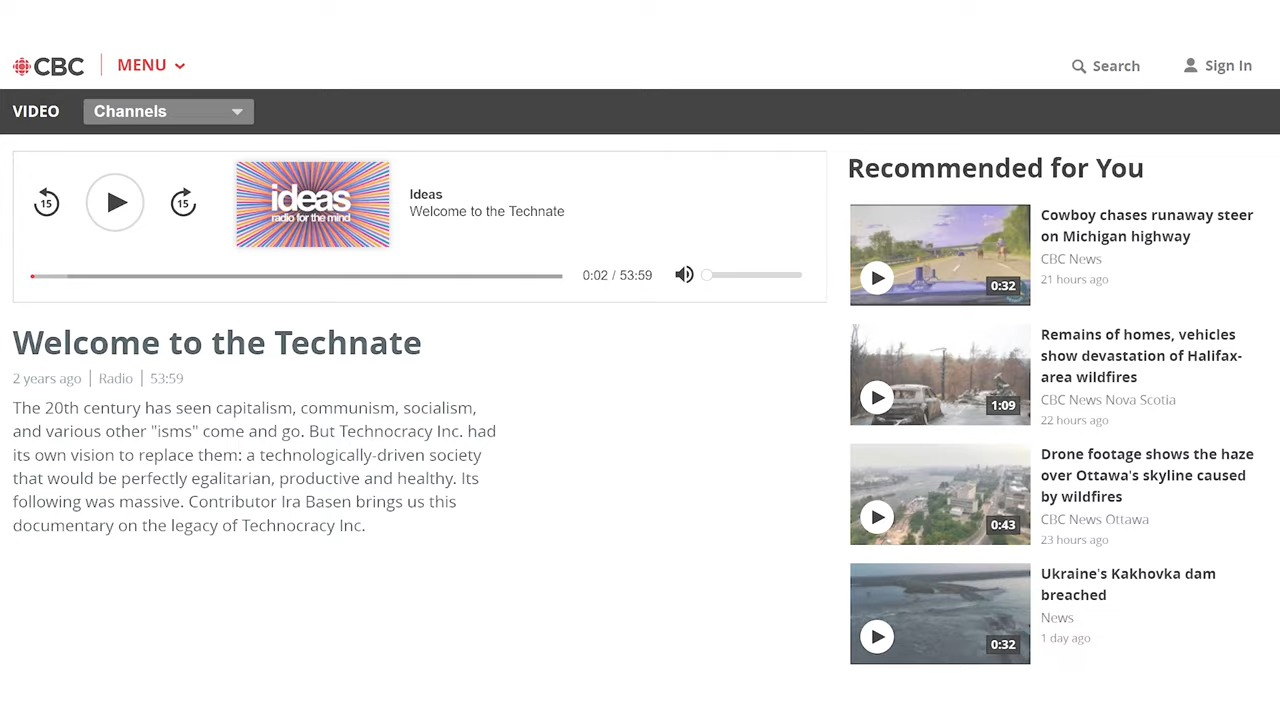 CBC MENU
Search Sign In
VIDEO Channels
15
15
ideas
radio for the mind
Ideas
Welcome to the Technate
0:02 / 53:59
Welcome to the Technate
2 years ago | Radio | 53:59
The 20th century has seen capitalism, communism, socialism,
and various other "isms" come and go. But Technocracy Inc. had
its own vision to replace them: a technologically-driven society
that would be perfectly egalitarian, productive and healthy. Its
following was massive. Contributor Ira Basen brings us this
documentary on the legacy of Technocracy Inc.
Recommended for You
0:32
Cowboy chases runaway steer
on Michigan highway
CBC News
21 hours ago
1:09
Remains of homes, vehicles
show devastation of Halifax-
area wildfires
CBC News Nova Scotia
22 hours ago
0:43
Drone footage shows the haze
over Ottawa's skyline caused
by wildfires
CBC News Ottawa
23 hours ago
0:32
Ukraine's Kakhovka dam
breached
News
1 day ago